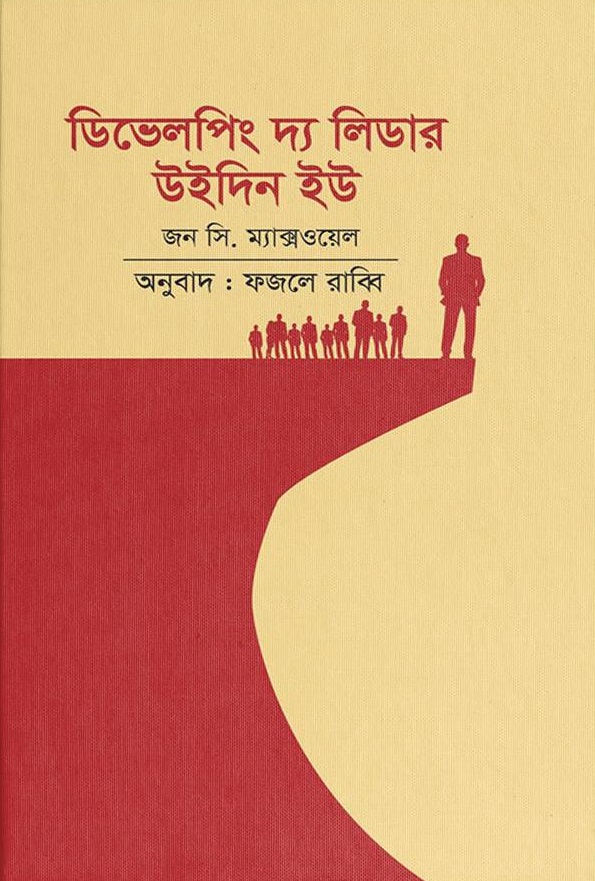 ডিভেলপিং দ্য লিডার
উইদিন ইউ
জন সি. ম্যাক্সওয়েল
অনুবাদ : ফজলে রাব্বি